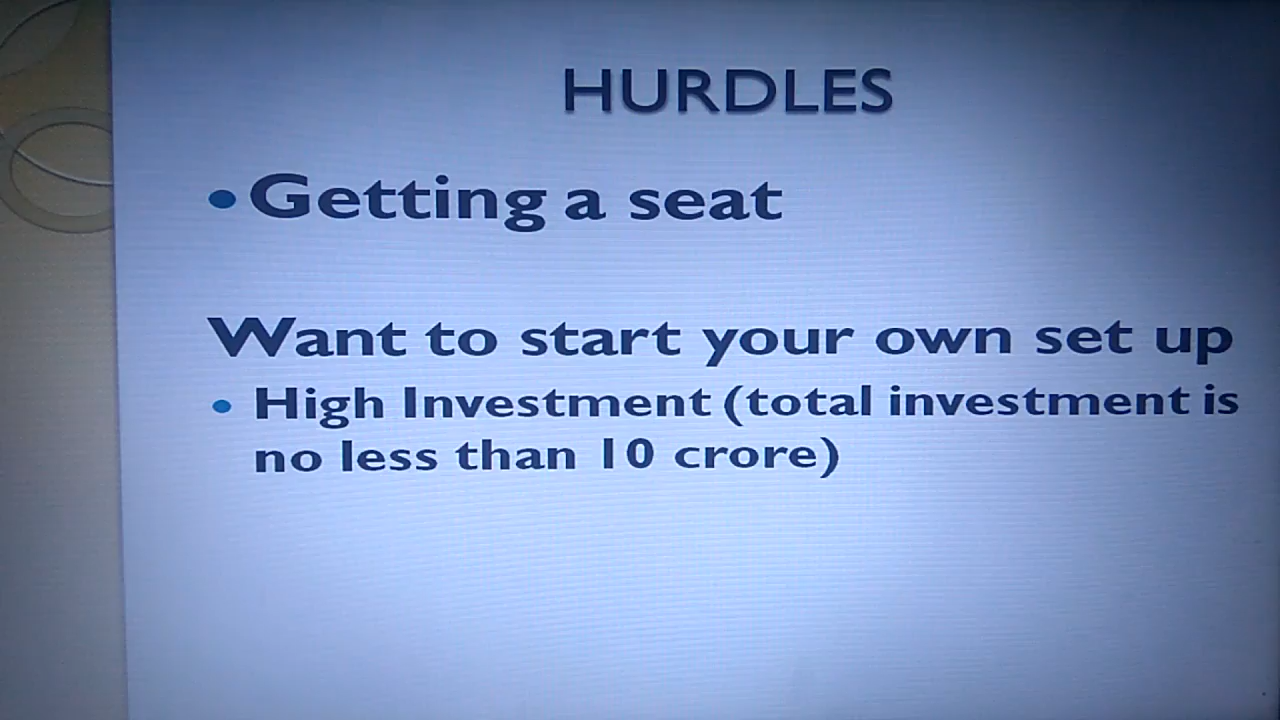 HURDLES
• Getting a seat
Want to start your own set up
• High Investment (total investment is
no less than 10 crore)